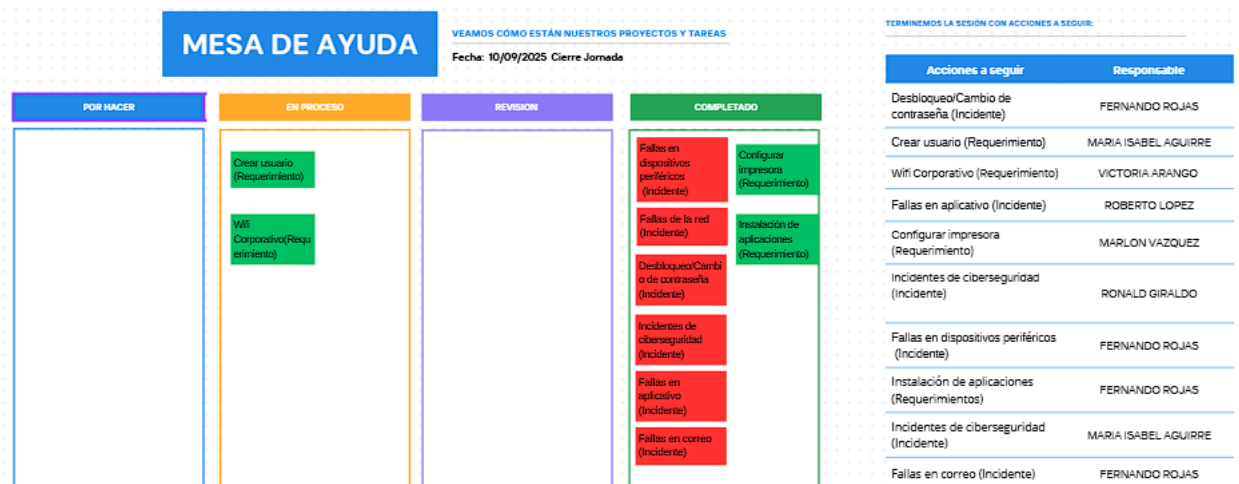 MESA DE AYUDA
VEAMOS CÓMO ESTÁN NUESTROS PROYECTOS Y TAREAS
Fecha: 10/09/2025 Cierre Jornada
POR HACER
EN PROCESO
Crear usuario
(Requerimiento)
Wifi
Corporativo(Requ
erimiento)
REVISION
COMPLETADO
Fallas en
dispositivos
periféricos
(Incidente)
Fallas de la red
(Incidente)
Desbloqueo/Cambi
o de contraseña
(Incidente)
Incidentes de
ciberseguridad
(Incidente)
Fallas en
aplicativo
(Incidente)
Fallas en correo
(Incidente)
Configurar
impresora
(Requerimiento)
Instalación de
aplicaciones
(Requerimiento)
TERMINEMOS LA SESIÓN CON ACCIONES A SEGUIR:
Acciones a seguir Responsable
Desbloqueo/Cambio de
contraseña (Incidente)
FERNANDO ROJAS
Crear usuario (Requerimiento) MARIA ISABEL AGUIRRE
Wifi Corporativo (Requerimiento) VICTORIA ARANGO
Fallas en aplicativo (Incidente) ROBERTO LOPEZ
Configurar impresora
(Requerimiento)
MARLON VAZQUEZ
Incidentes de ciberseguridad
(Incidente)
RONALD GIRALDO
Fallas en dispositivos periféricos
(Incidente)
FERNANDO ROJAS
Instalación de aplicaciones
(Requerimientos)
FERNANDO ROJAS
Incidentes de ciberseguridad
(Incidente)
MARIA ISABEL AGUIRRE
Fallas en correo (Incidente) FERNANDO ROJAS